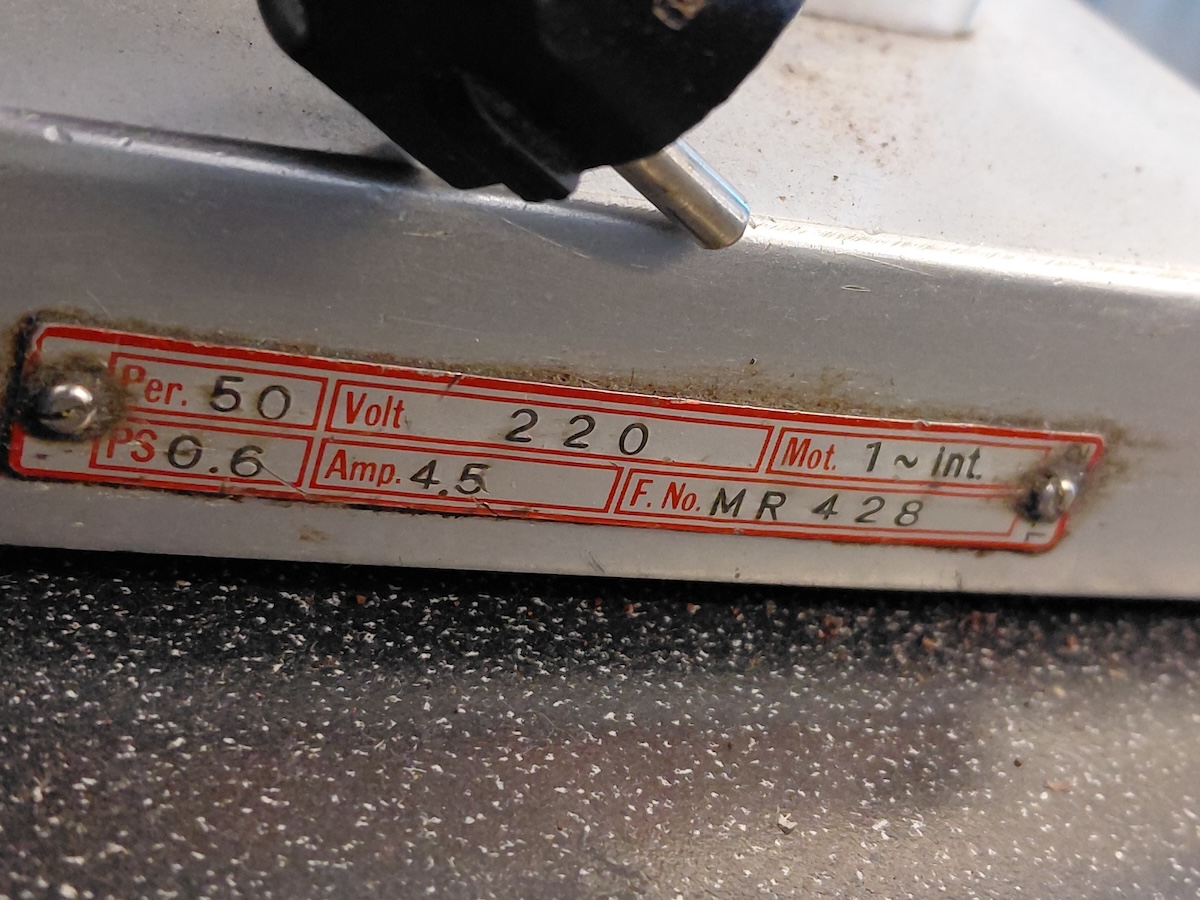 Per. 50 Volt 220 Mot. 1~ int.
PS 0.6 Amp. 4.5 F. No. MR 428